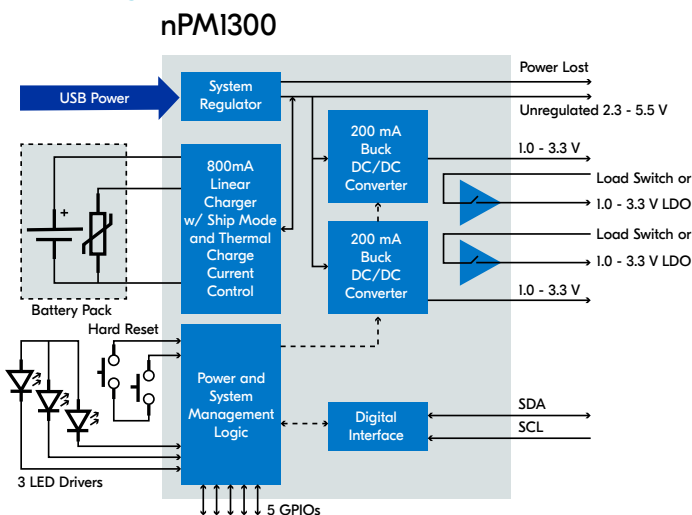 nPM1300
USB Power
System
Regulator
Power Lost
Unregulated 2.3 - 5.5 V
200 mA
Buck
DC/DC
Converter
1.0 - 3.3 V
800mA
Linear
Charger
w/ Ship Mode
and Thermal
Charge
Current
Control
Load Switch or
1.0 - 3.3 V LDO
+
200 mA
Buck
DC/DC
Converter
Load Switch or
1.0 - 3.3 V LDO
1.0 - 3.3 V
Battery Pack
Hard Reset
Power and
System
Management
Logic
Digital
Interface
SDA
SCL
3 LED Drivers
5 GPIOs